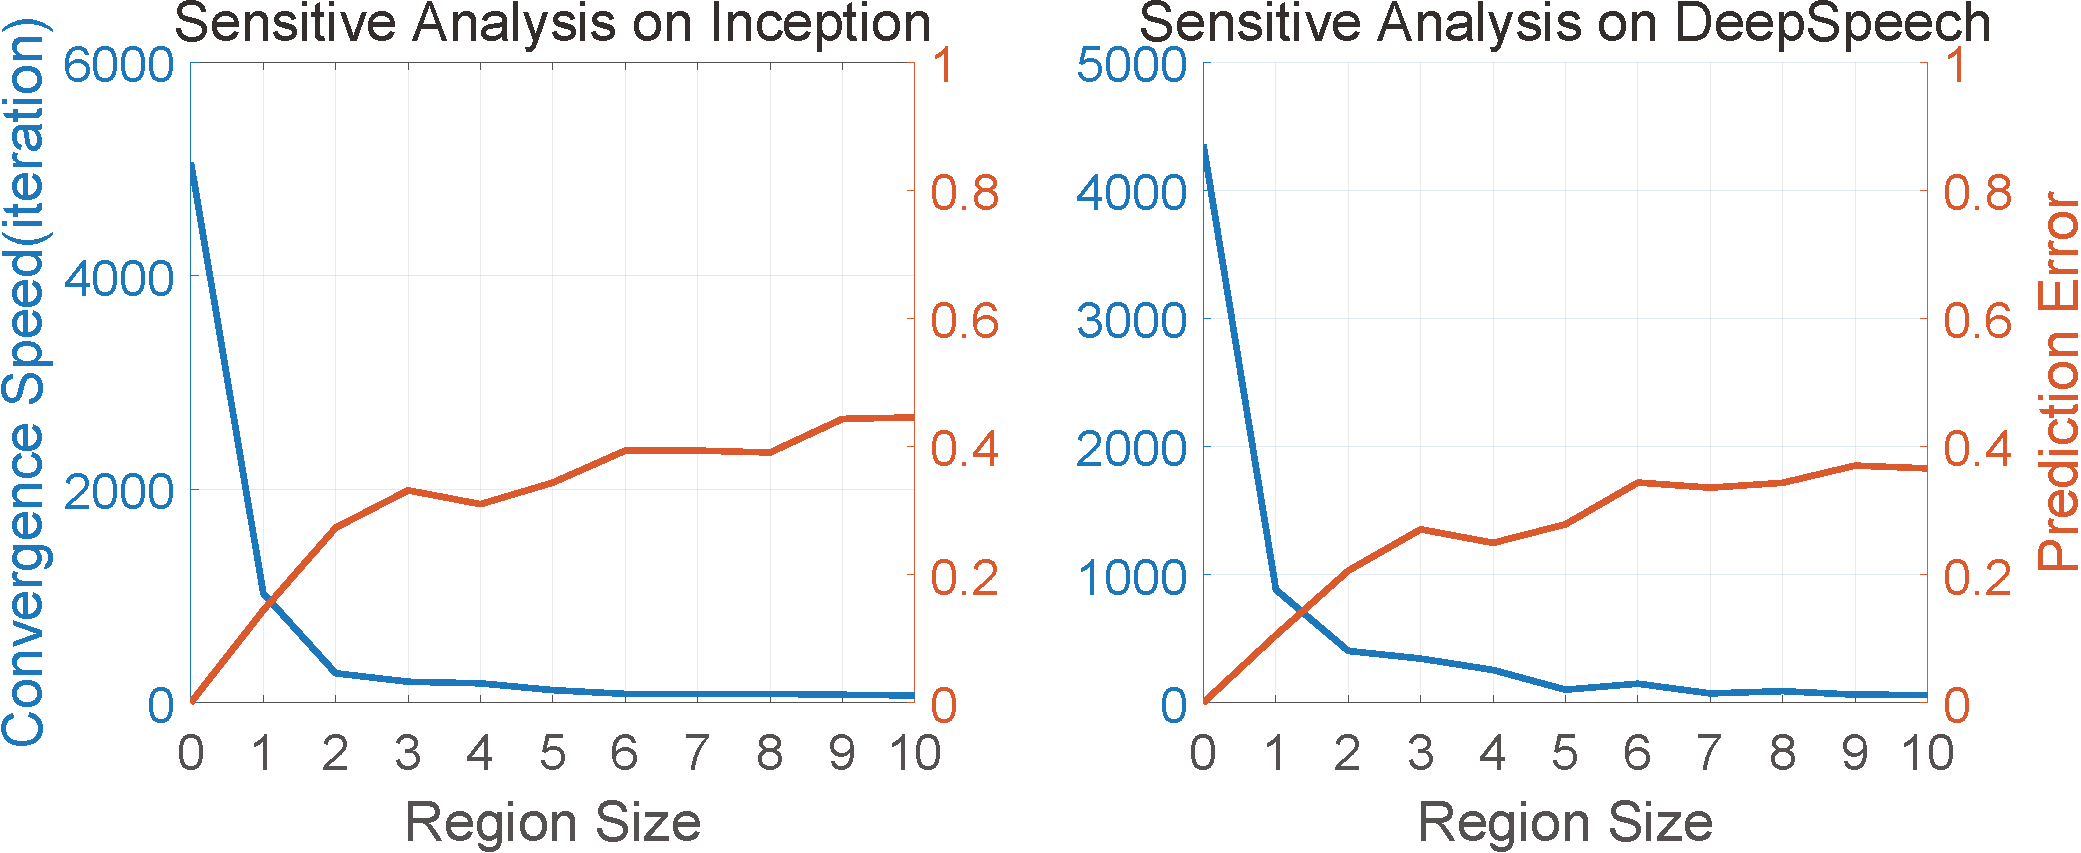 Sensitive Analysis on Inception
Convergence Speed(iteration)
6000
4000
2000
0
1
0.8
0.6
0.4
0.2
0
0 1 2 3 4 5 6 7 8 9 10
Region Size
Sensitive Analysis on DeepSpeech
5000
4000
3000
2000
1000
0
1
0.8
0.6
0.4
0.2
0
Prediction Error
0 1 2 3 4 5 6 7 8 9 10
Region Size